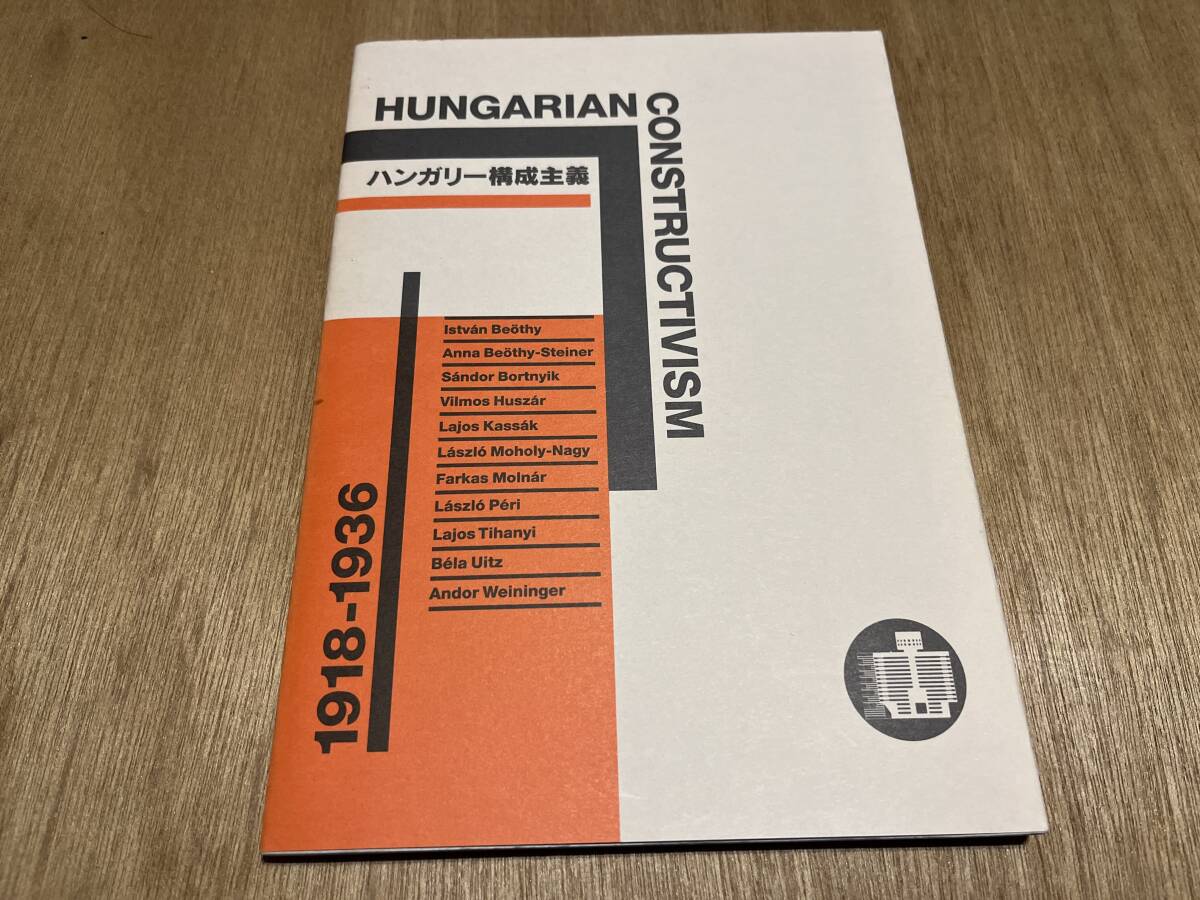 HUNGARIAN
CONSTRUCTIVISM
ハンガリー構成主義
István Beöthy
Anna Beöthy-Steiner
Sándor Bortnyik
Vilmos Huszár
Lajos Kassák
László Moholy-Nagy
Farkas Molnár
László Péri
Lajos Tihanyi
Béla Uitz
Andor Weininger
1918-1936